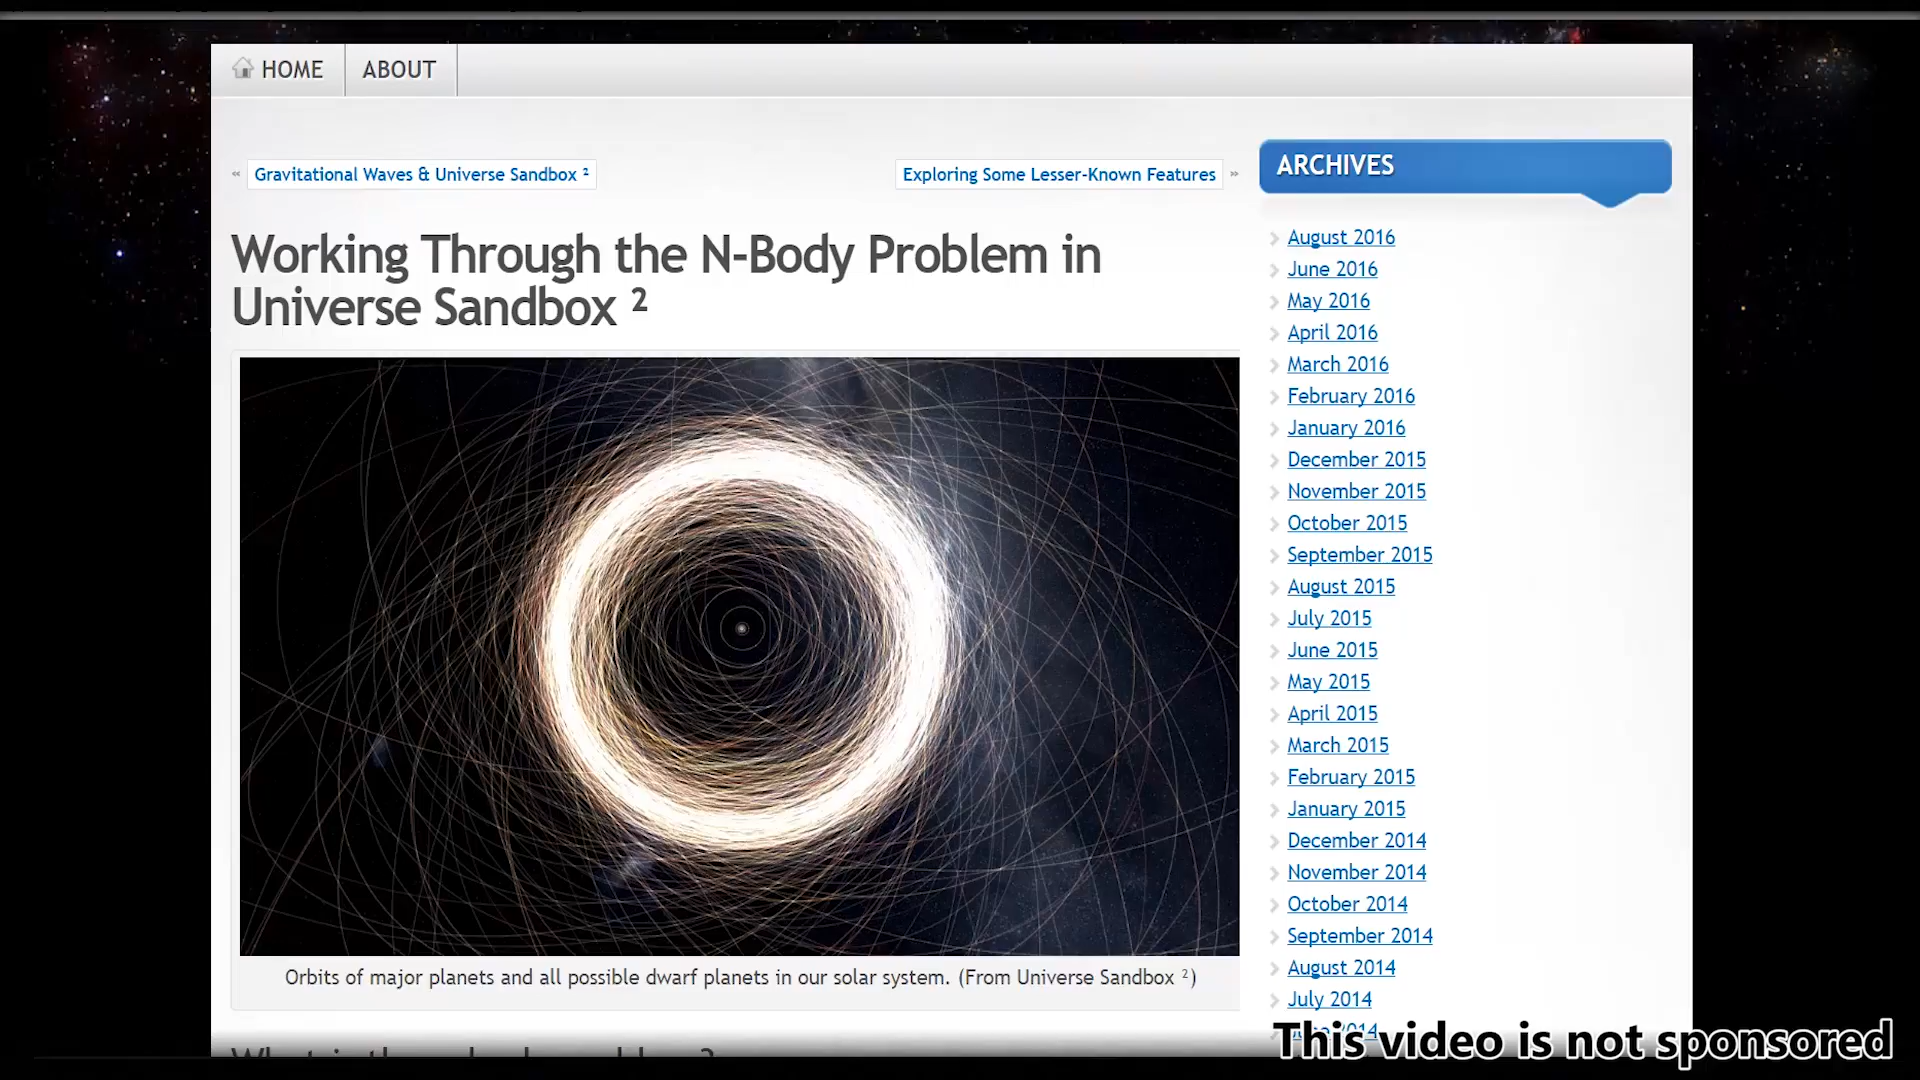 HOME ABOUT
« Gravitational Waves & Universe Sandbox ²
Exploring Some Lesser-Known Features »
Working Through the N-Body Problem in
Universe Sandbox ²
Orbits of major planets and all possible dwarf planets in our solar system. (From Universe Sandbox ²)
ARCHIVES
August 2016
June 2016
May 2016
April 2016
March 2016
February 2016
January 2016
December 2015
November 2015
October 2015
September 2015
August 2015
July 2015
June 2015
May 2015
April 2015
March 2015
February 2015
January 2015
December 2014
November 2014
October 2014
September 2014
August 2014
July 2014
This video is not sponsored